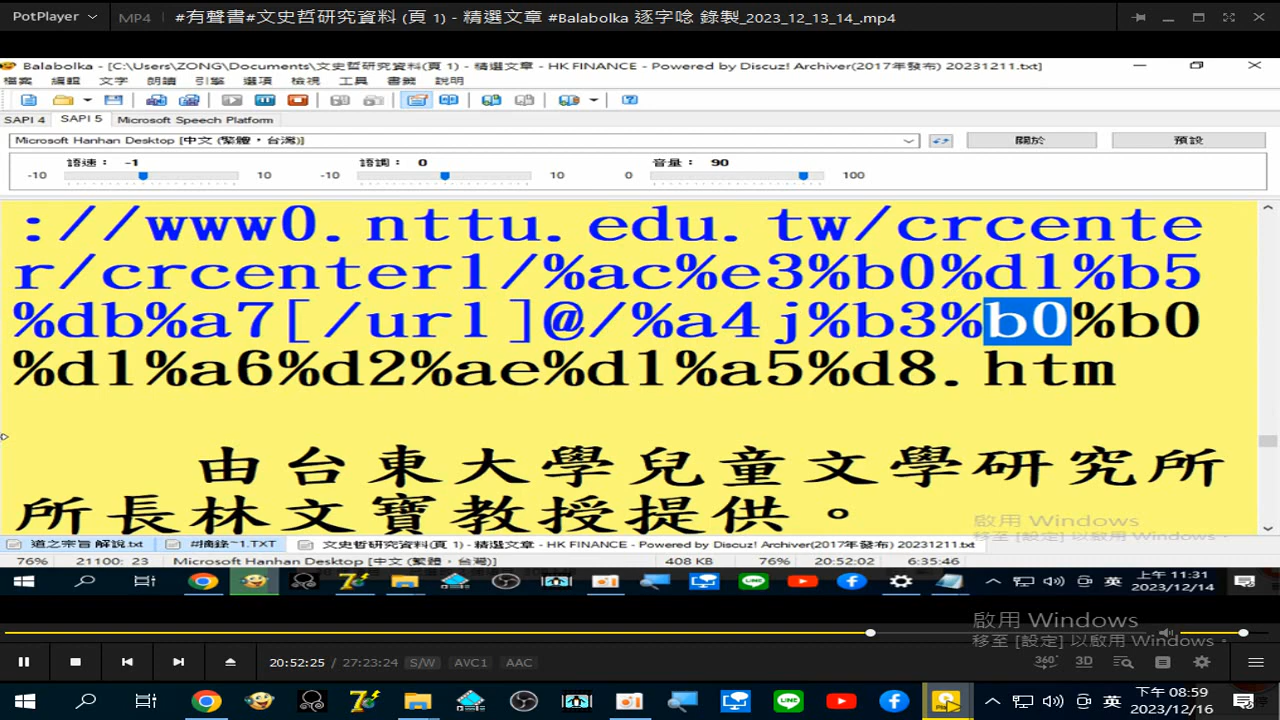 PotPlayer MP4 #有聲書#文史哲研究資料 (頁 1) - 精選文章 #Balabolka 逐字唸 錄製_2023_12_13_14_.mp4
Balabolka - [C:\Users\ZONG\Documents\文史哲研究資料(頁 1) - 精選文章 - HK FINANCE - Powered by Discuz! Archiver(2017年發布) 20231211.txt]
檔案 編輯 文字 朗讀 引擎 選項 檢視 工具 書籤 說明
SAPI 4 SAPI 5 Microsoft Speech Platform
Microsoft Hanhan Desktop [中文 (繁體，台灣)] 關於 預設
語速： -1 語調： 0 音量： 90
-10 10 -10 10 0 100
://www0.nttu.edu.tw/crcente
r/crcenter1/%ac%e3%b0%d1%b5
%db%a7[/url]@/%a4j%b3%b0%b0
%d1%a6%d2%ae%d1%a5%d8.htm
由台東大學兒童文學研究所
所長林文寶教授提供。
啟用 Windows
移至 [設定] 以啟用 Windows。
道之宗旨 解說.txt #摘錄~1.TXT 文史哲研究資料(頁 1) - 精選文章 - HK FINANCE - Powered by Discuz! Archiver(2017年發布) 20231211.txt
76% 21100: 23 Microsoft Hanhan Desktop [中文 (繁體，台灣)] 408 KB 76% 20:52:02 6:35:46
英 上午 11:31
2023/12/14
啟用 Windows
移至 [設定] 以啟用 Windows。
20:52:25 / 27:23:24 S/W AVC1 AAC 360° 3D
英 下午 08:59
2023/12/16